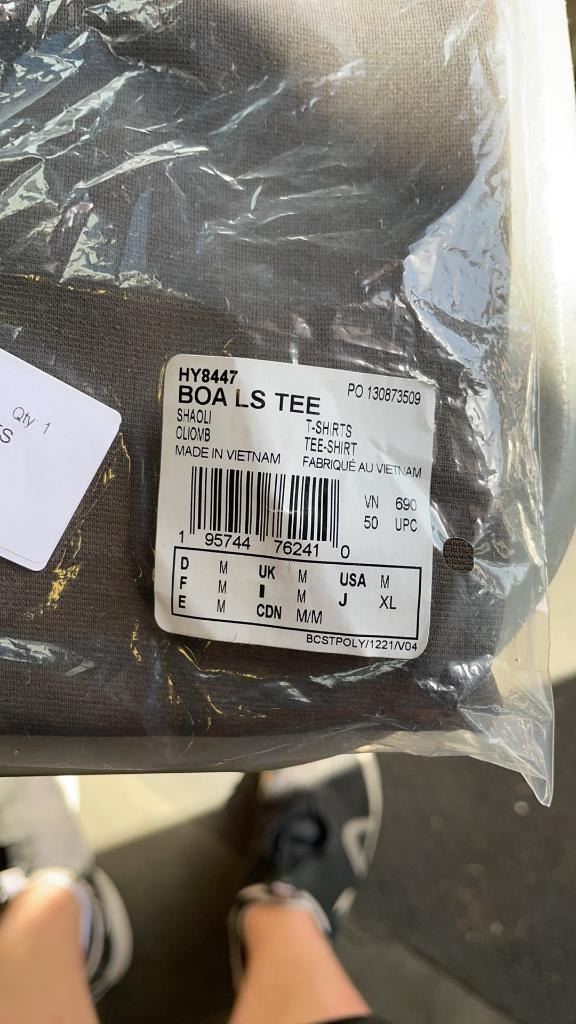 Qty: 1
HY8447
PO 130873509
BOA LS TEE
SHAOLI
T-SHIRTS
OLIOMB
TEE-SHIRT
MADE IN VIETNAM FABRIQUÉ AU VIETNAM
VN 690
50 UPC
1 95744 76241 0
D M UK M USA M
F M I M J XL
E M CDN M/M
BCSTPOLY/1221/V04